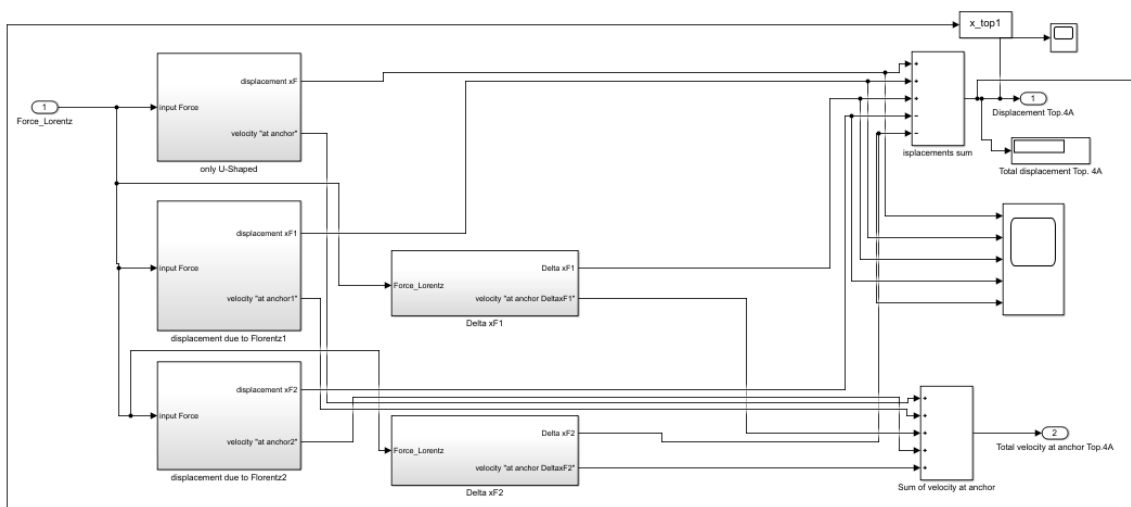 x_top1
displacement xF
1
input Force
Force_Lorentz
1
Displacement Top.4A
velocity "at anchor"
isplacements sum
only U-Shaped
Total displacement Top. 4A
displacement xF1
input Force
Delta xF1
Force_Lorentz
velocity "at anchor1"
velocity "at anchor DeltaxF1"
Delta xF1
displacement due to Florentz1
displacement xF2
input Force
Delta xF2
2
velocity "at anchor2"
Total velocity at anchor Top.4A
Force_Lorentz
velocity "at anchor DeltaxF2"
displacement due to Florentz2
Sum of velocity at anchor
Delta xF2
+
+
+
−
−
+
+
+
+
+